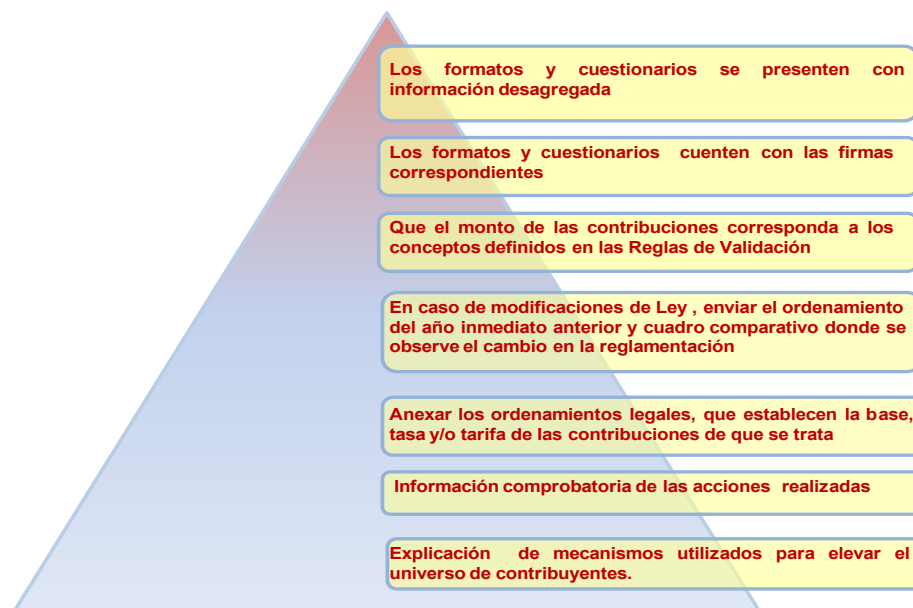 Los formatos y cuestionarios se presenten con
información desagregada
Los formatos y cuestionarios cuenten con las firmas
correspondientes
Que el monto de las contribuciones corresponda a los
conceptos definidos en las Reglas de Validación
En caso de modificaciones de Ley , enviar el ordenamiento
del año inmediato anterior y cuadro comparativo donde se
observe el cambio en la reglamentación
Anexar los ordenamientos legales, que establecen la base,
tasa y/o tarifa de las contribuciones de que se trata
Información comprobatoria de las acciones realizadas
Explicación de mecanismos utilizados para elevar el
universo de contribuyentes.